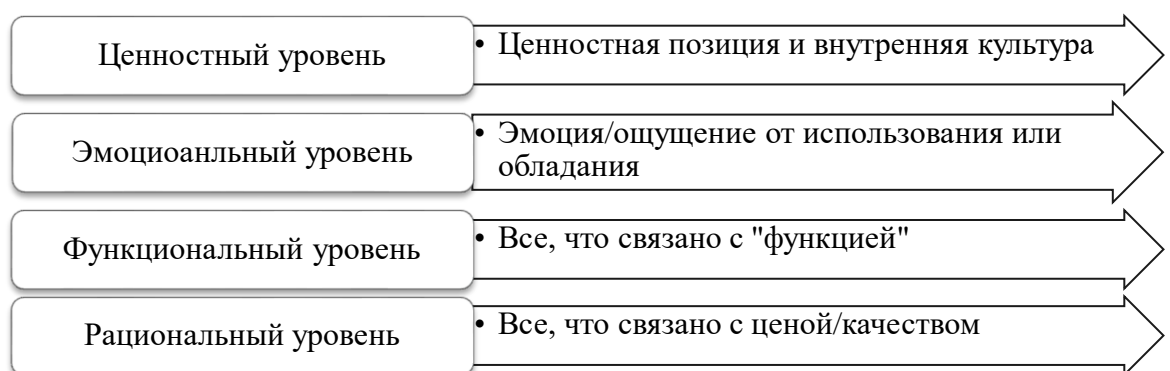 Ценностный уровень
• Ценностная позиция и внутренняя культура
Эмоциоанльный уровень
• Эмоция/ощущение от использования или
обладания
Функциональный уровень
• Все, что связано с "функцией"
Рациональный уровень
• Все, что связано с ценой/качеством